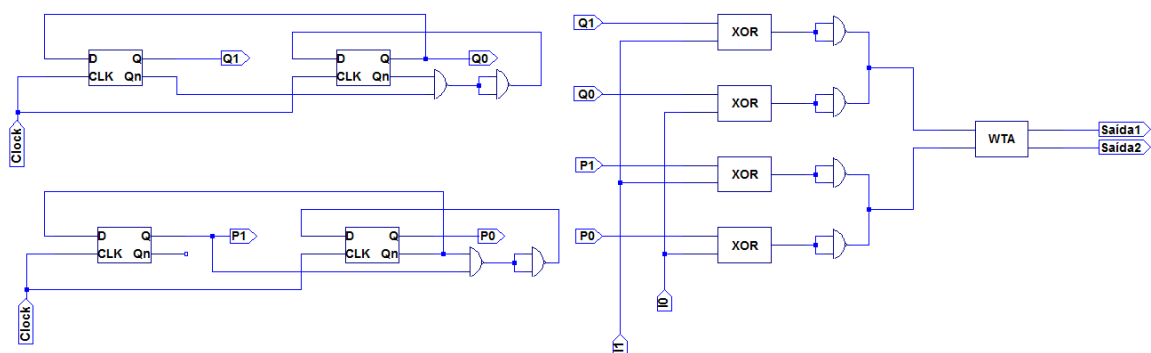 D Q
CLK Qn
Q1
D Q
CLK Qn
Q0
Clock
D Q
CLK Qn
P1
D Q
CLK Qn
P0
Clock
Q1
XOR
Q0
XOR
P1
XOR
P0
XOR
I0
I1
WTA
Saída1
Saída2